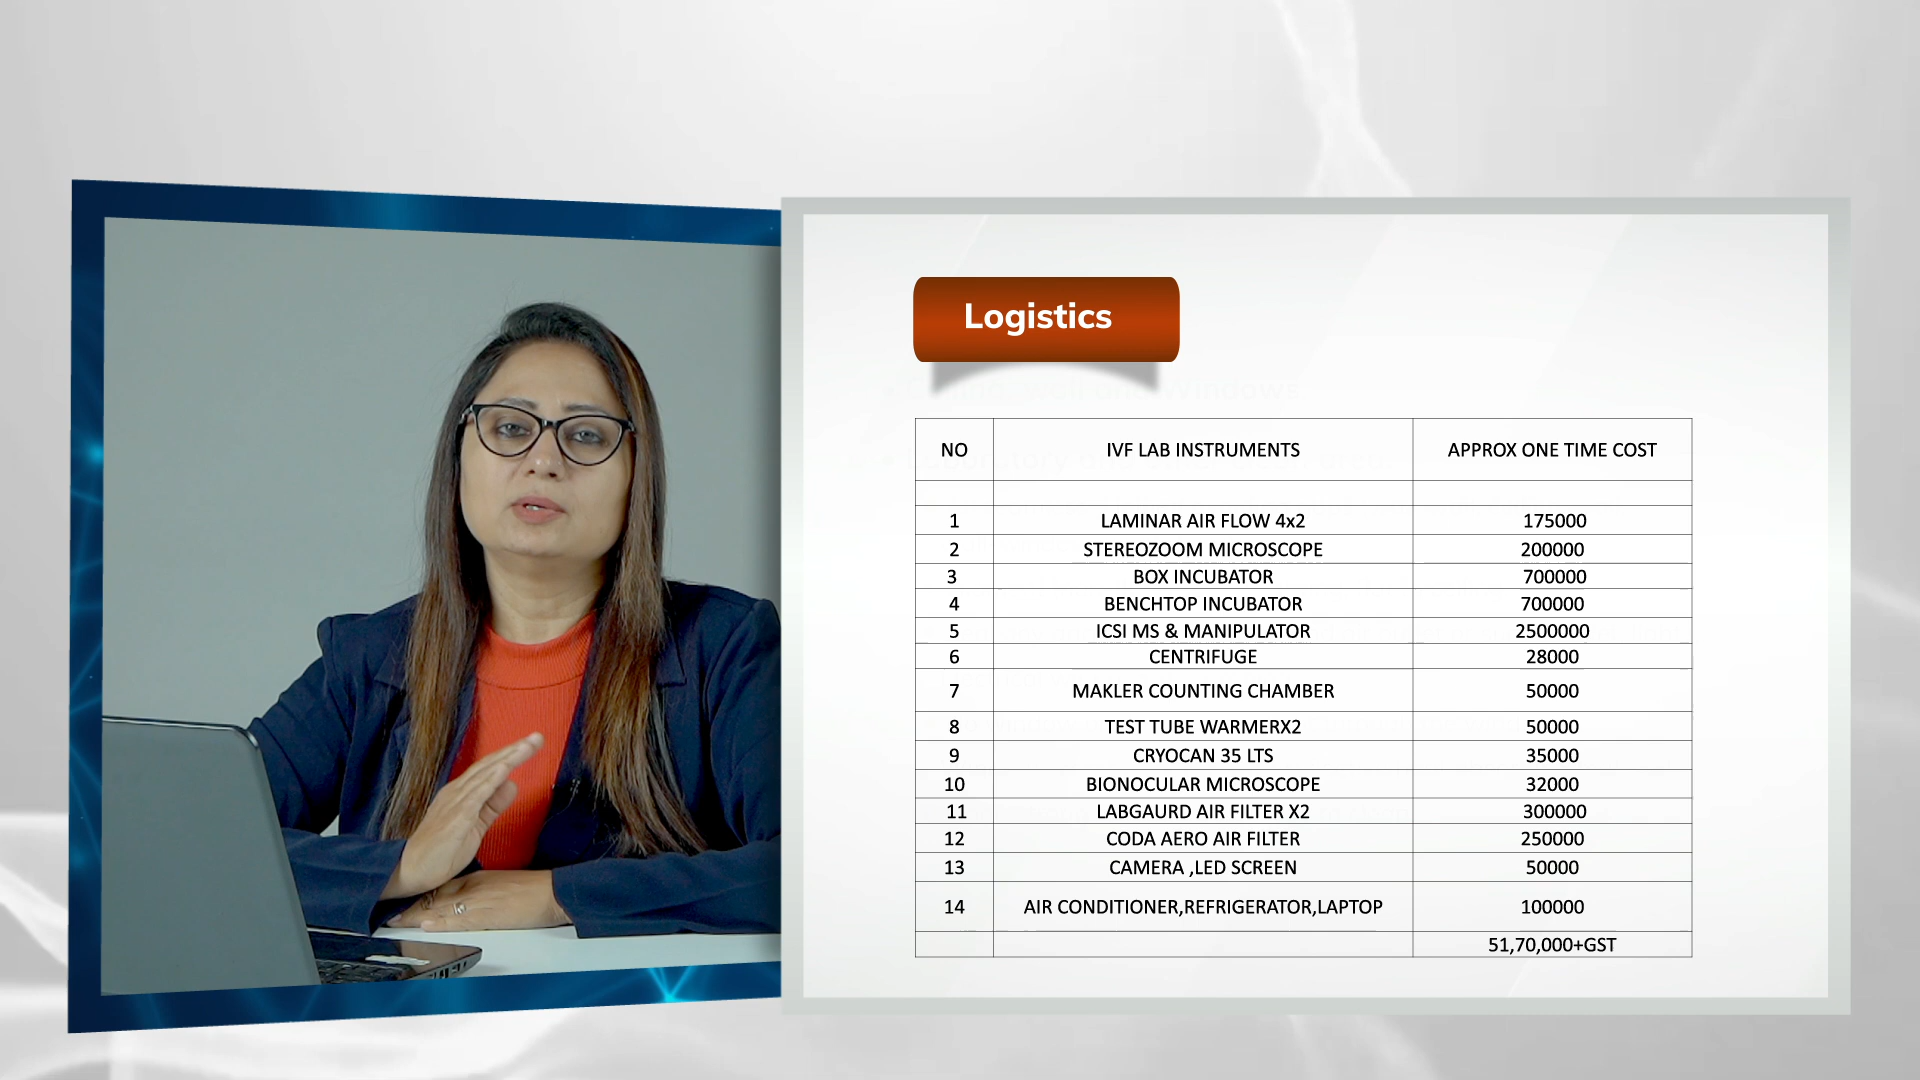 Logistics
NO IVF LAB INSTRUMENTS APPROX ONE TIME COST
1 LAMINAR AIR FLOW 4x2 175000
2 STEREOZOOM MICROSCOPE 200000
3 BOX INCUBATOR 700000
4 BENCHTOP INCUBATOR 700000
5 ICSI MS & MANIPULATOR 2500000
6 CENTRIFUGE 28000
7 MAKLER COUNTING CHAMBER 50000
8 TEST TUBE WARMERX2 50000
9 CRYOCAN 35 LTS 35000
10 BIONOCULAR MICROSCOPE 32000
11 LABGAURD AIR FILTER X2 300000
12 CODA AERO AIR FILTER 250000
13 CAMERA ,LED SCREEN 50000
14 AIR CONDITIONER,REFRIGERATOR,LAPTOP 100000
51,70,000+GST